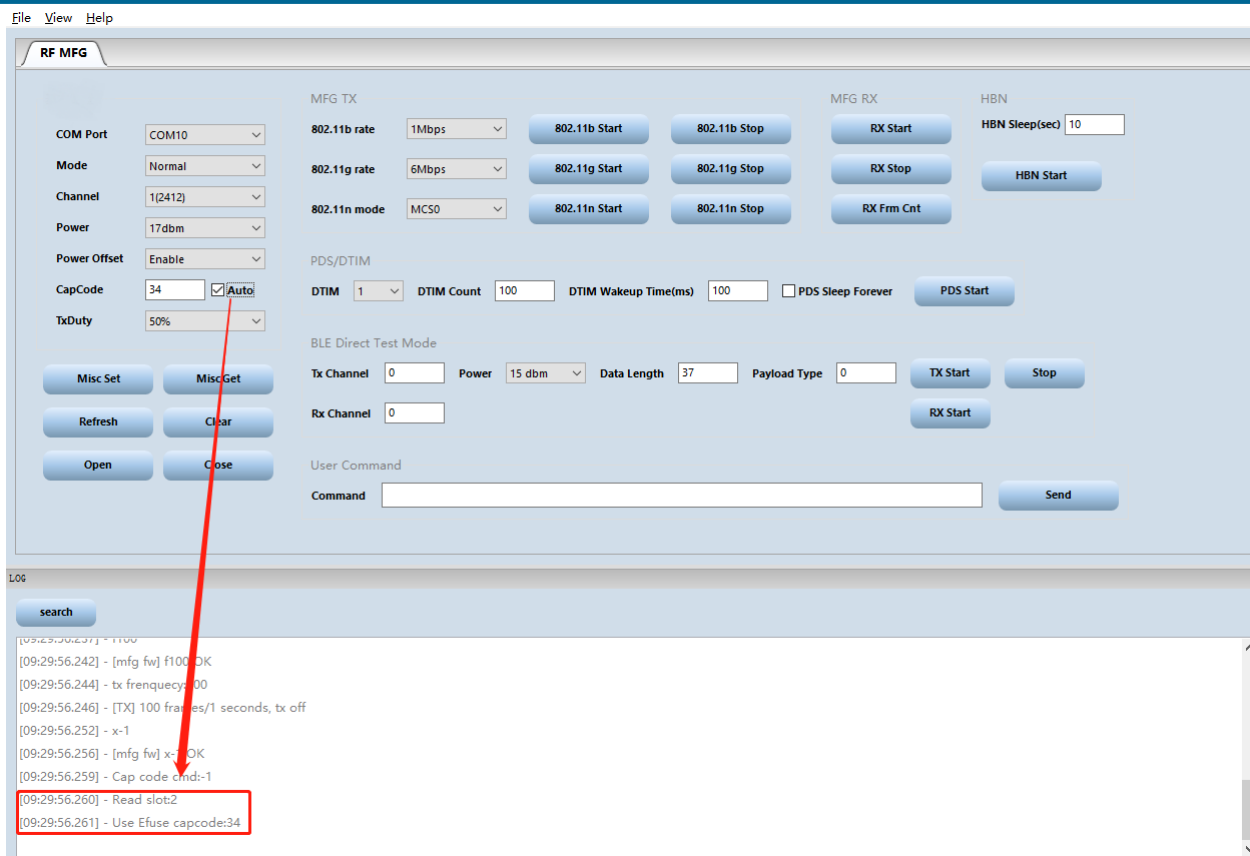 File View Help
RF MFG
COM Port COM10
Mode Normal
Channel 1(2412)
Power 17dbm
Power Offset Enable
CapCode 34 Auto
TxDuty 50%
Misc Set Misc Get
Refresh Clear
Open Close
MFG TX
802.11b rate 1Mbps 802.11b Start 802.11b Stop
802.11g rate 6Mbps 802.11g Start 802.11g Stop
802.11n mode MCS0 802.11n Start 802.11n Stop
MFG RX
RX Start
RX Stop
RX Frm Cnt
HBN
HBN Sleep(sec) 10
HBN Start
PDS/DTIM
DTIM 1 DTIM Count 100 DTIM Wakeup Time(ms) 100 PDS Sleep Forever PDS Start
BLE Direct Test Mode
Tx Channel 0 Power 15 dbm Data Length 37 Payload Type 0 TX Start Stop
Rx Channel 0 RX Start
User Command
Command Send
LOG
search
[09:29:56.237] - f100
[09:29:56.242] - [mfg fw] f100 OK
[09:29:56.244] - tx frenquecy:100
[09:29:56.246] - [TX] 100 frames/1 seconds, tx off
[09:29:56.252] - x-1
[09:29:56.256] - [mfg fw] x-1 OK
[09:29:56.259] - Cap code cmd:-1
[09:29:56.260] - Read slot:2
[09:29:56.261] - Use Efuse capcode:34